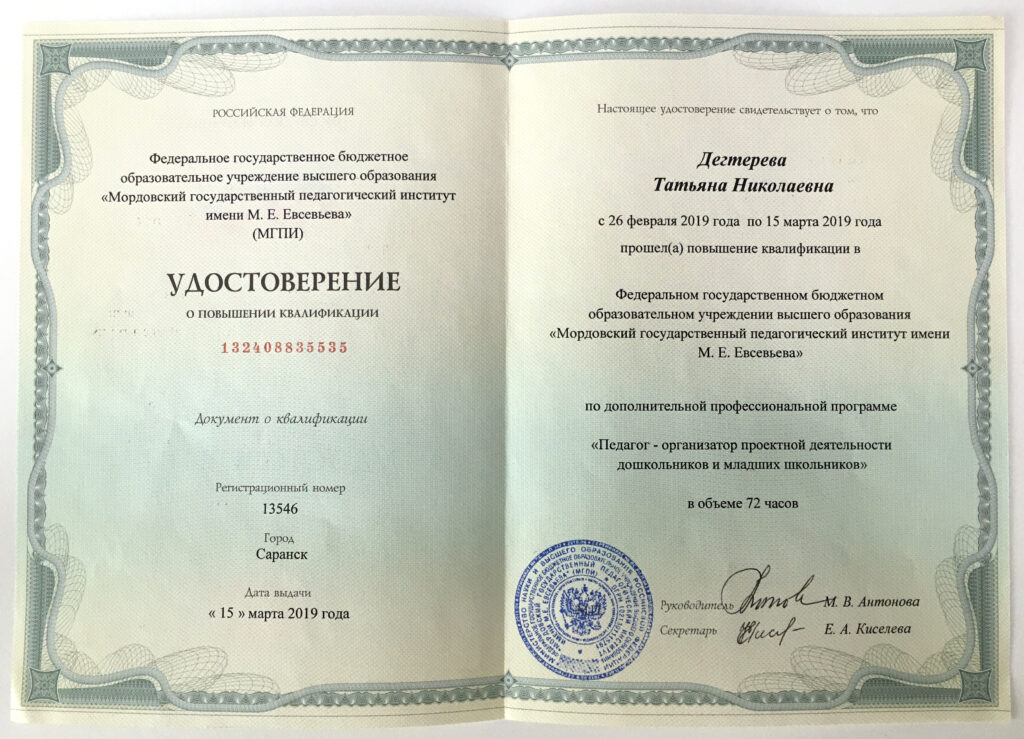 РОССИЙСКАЯ ФЕДЕРАЦИЯ
Федеральное государственное бюджетное
образовательное учреждение высшего образования
«Мордовский государственный педагогический институт
имени М. Е. Евсевьева»
(МГПИ)
УДОСТОВЕРЕНИЕ
О ПОВЫШЕНИИ КВАЛИФИКАЦИИ
132408835535
Документ о квалификации
Регистрационный номер
13546
Город
Саранск
Дата выдачи
« 15 » марта 2019 года
Настоящее удостоверение свидетельствует о том, что
Дегтерева
Татьяна Николаевна
с 26 февраля 2019 года по 15 марта 2019 года
прошел(а) повышение квалификации в
Федеральном государственном бюджетном
образовательном учреждении высшего образования
«Мордовский государственный педагогический институт имени
М. Е. Евсевьева»
по дополнительной профессиональной программе
«Педагог - организатор проектной деятельности
дошкольников и младших школьников»
в объеме 72 часов
Руководитель М. В. Антонова
Секретарь Е. А. Киселева